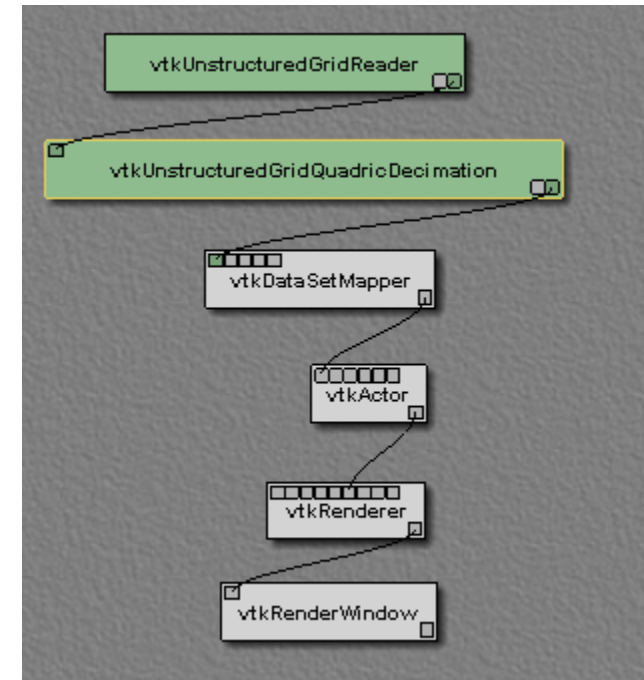 vtkUnstructuredGridReader
vtkUnstructuredGridQuadricDecimation
vtkDataSetMapper
vtkActor
vtkRenderer
vtkRenderWindow